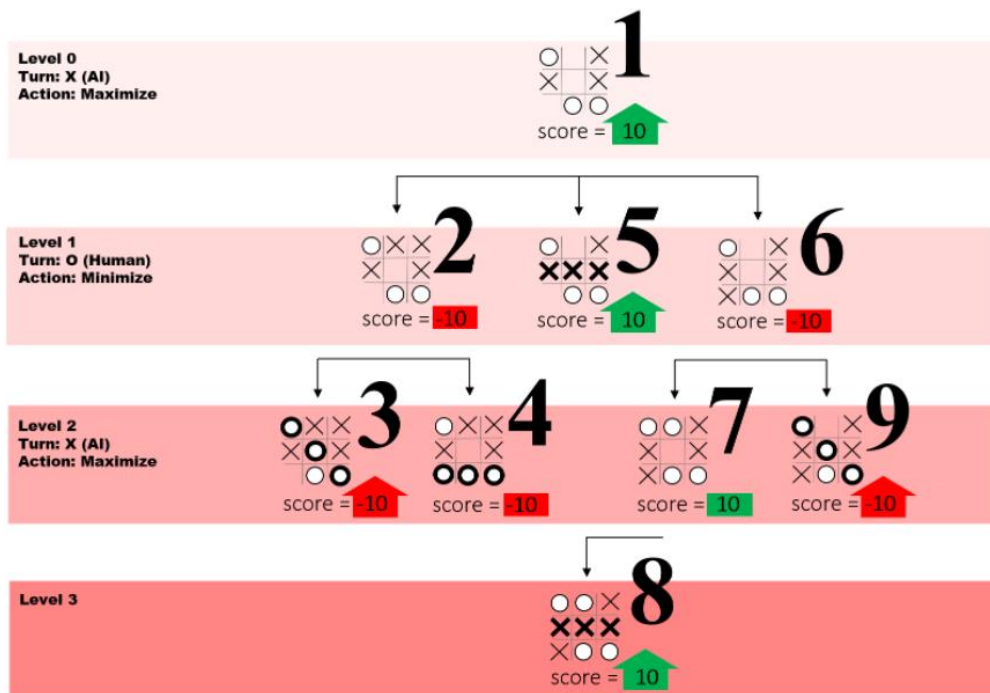 Level 0
Turn: X (AI)
Action: Maximize
1
score = 10
Level 1
Turn: O (Human)
Action: Minimize
2
score = -10
5
score = 10
6
score = -10
Level 2
Turn: X (AI)
Action: Maximize
3
score = -10
4
score = -10
7
score = 10
9
score = -10
Level 3
8
score = 10